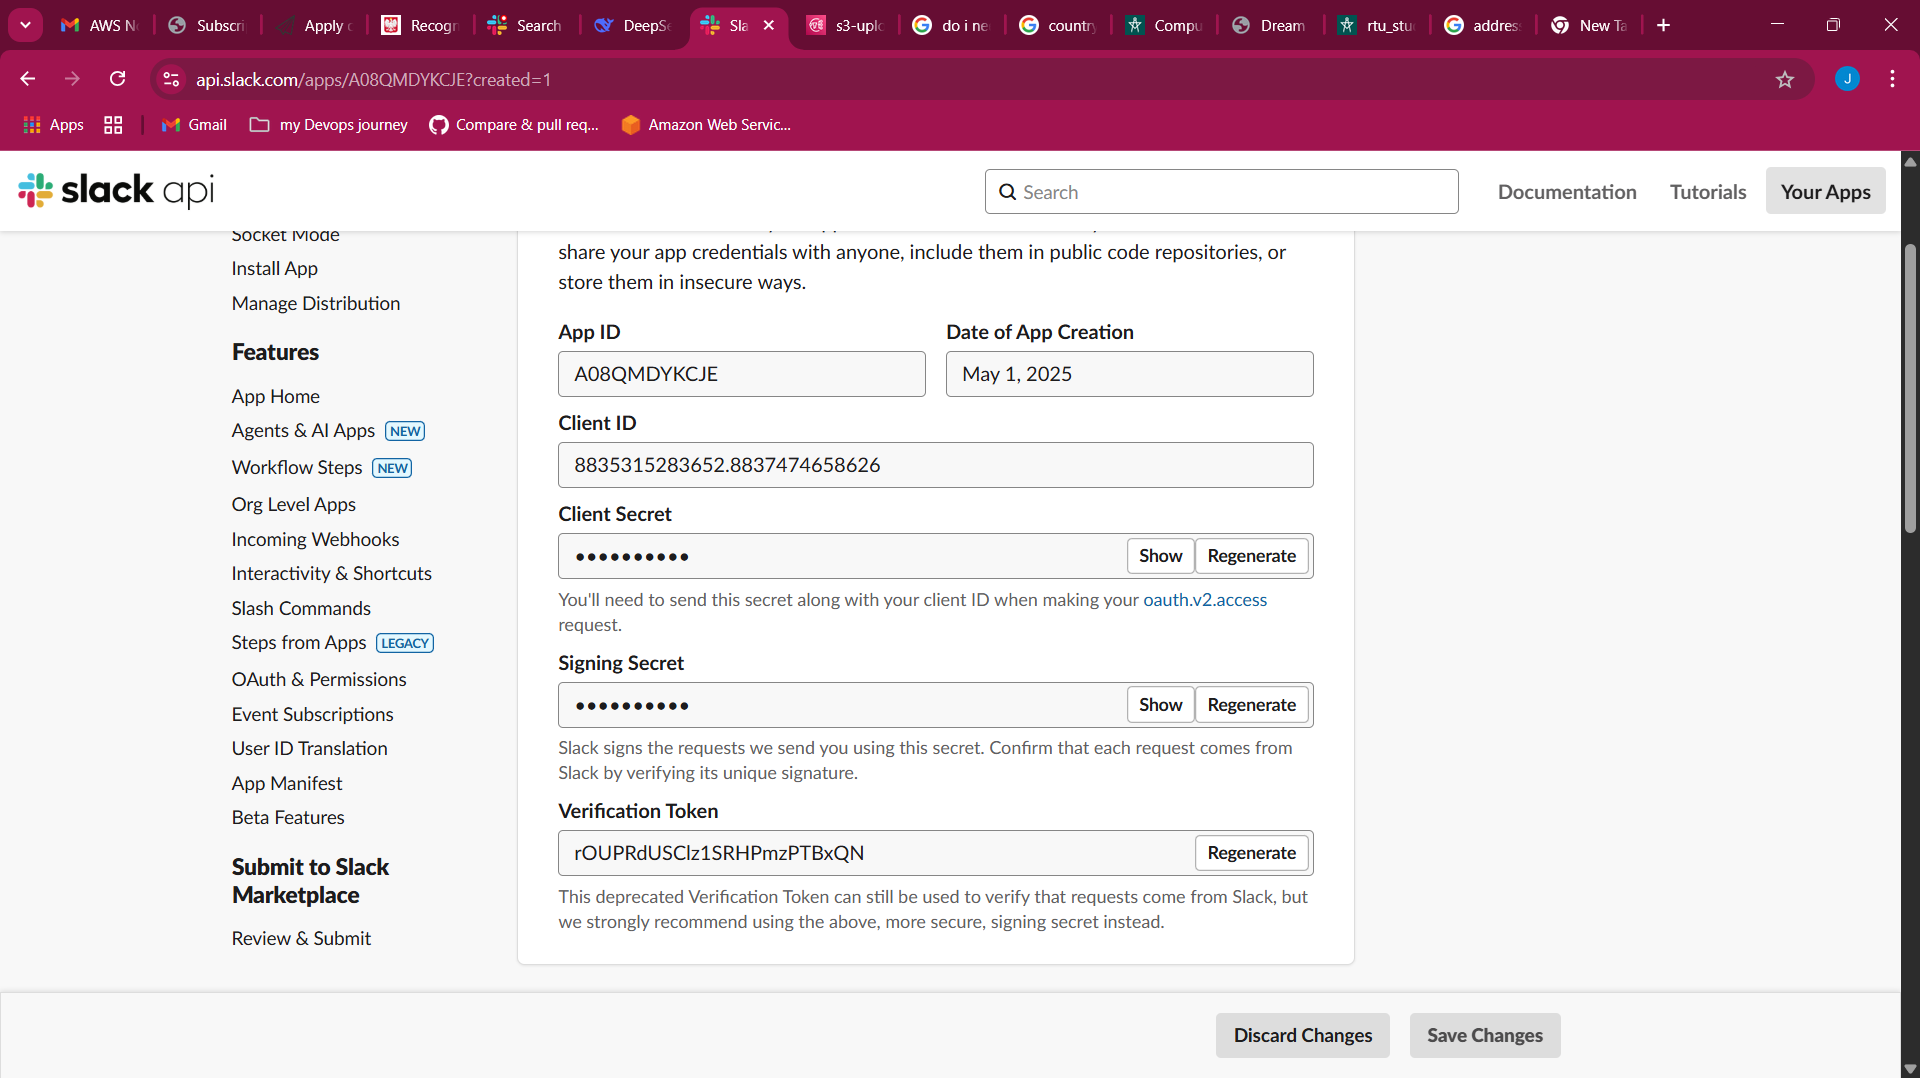 AWS N
Subscri
Apply
Recogn
Search
DeepSe
Sla
s3-uplo
do i ne
country
Compu
Dream
rtu_stu
address
New Ta
api.slack.com/apps/A08QMDYKCJE?created=1
J
Apps
Gmail
my Devops journey
Compare & pull req...
Amazon Web Servic...
slack api
Search
Documentation
Tutorials
Your Apps
Socket Mode
Install App
Manage Distribution
Features
App Home
Agents & AI Apps NEW
Workflow Steps NEW
Org Level Apps
Incoming Webhooks
Interactivity & Shortcuts
Slash Commands
Steps from Apps LEGACY
OAuth & Permissions
Event Subscriptions
User ID Translation
App Manifest
Beta Features
Submit to Slack
Marketplace
Review & Submit
share your app credentials with anyone, include them in public code repositories, or
store them in insecure ways.
App ID
A08QMDYKCJE
Date of App Creation
May 1, 2025
Client ID
8835315283652.8837474658626
Client Secret
••••••••••
Show
Regenerate
You'll need to send this secret along with your client ID when making your oauth.v2.access
request.
Signing Secret
••••••••••
Show
Regenerate
Slack signs the requests we send you using this secret. Confirm that each request comes from
Slack by verifying its unique signature.
Verification Token
rOUPRdUSClz1SRHPmzPTBxQN
Regenerate
This deprecated Verification Token can still be used to verify that requests come from Slack, but
we strongly recommend using the above, more secure, signing secret instead.
Discard Changes
Save Changes